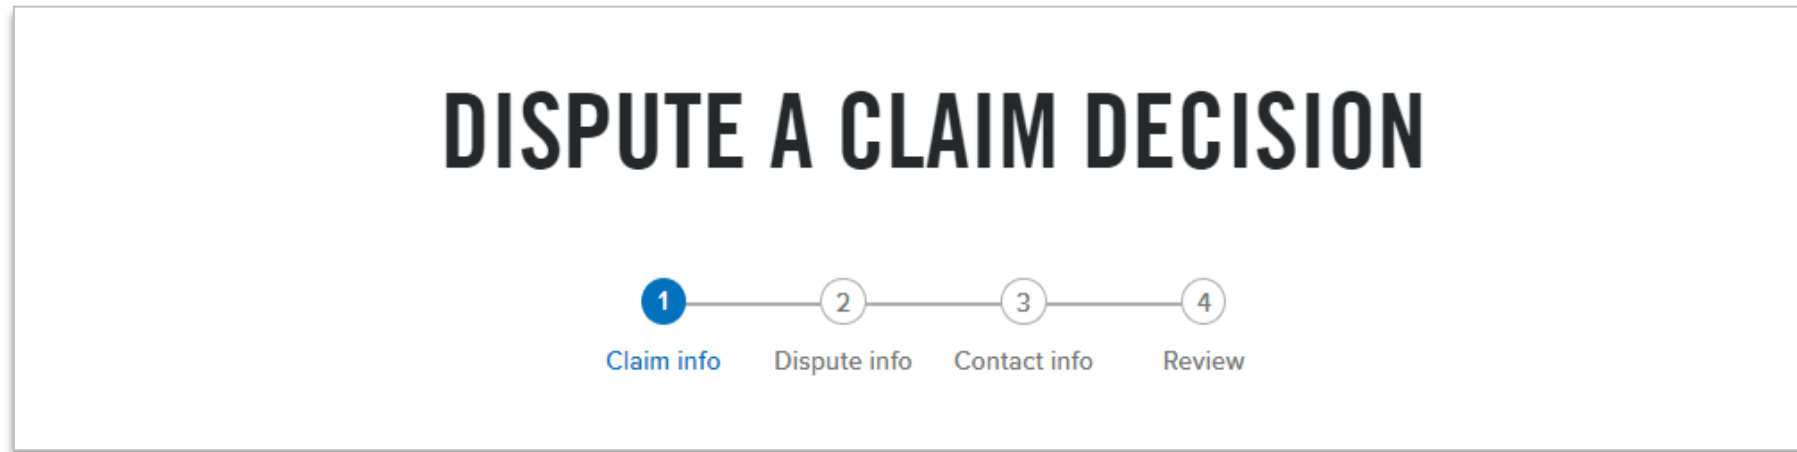 DISPUTE A CLAIM DECISION
1 2 3 4
Claim info Dispute info Contact info Review